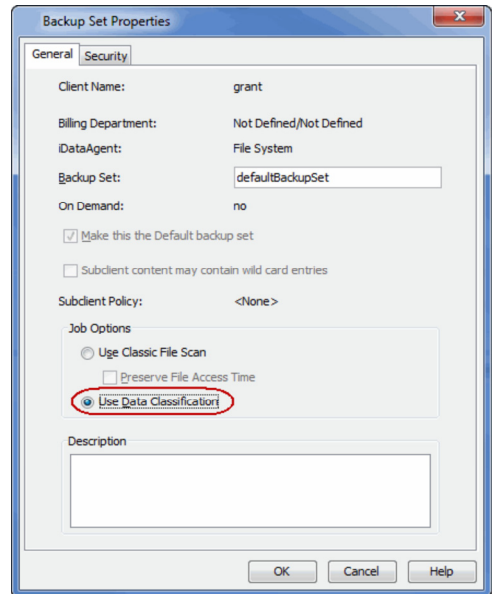 Backup Set Properties
General Security
Client Name: grant
Billing Department: Not Defined/Not Defined
iDataAgent: File System
Backup Set: defaultBackupSet
On Demand: no
Make this the Default backup set
Subclient content may contain wild card entries
Subclient Policy: <None>
Job Options
Use Classic File Scan
Preserve File Access Time
Use Data Classification
Description
OK Cancel Help